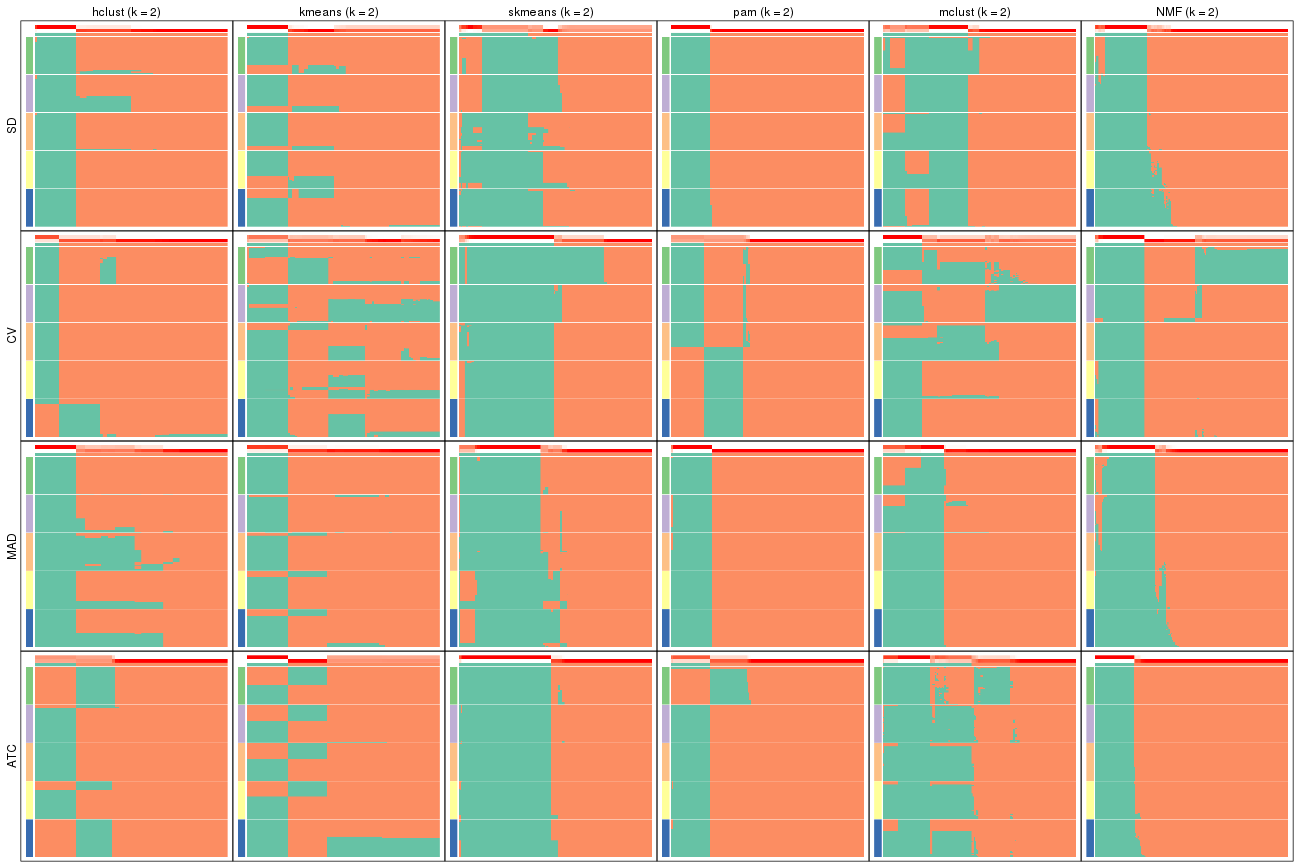 hclust (k = 2)
kmeans (k = 2)
skmeans (k = 2)
pam (k = 2)
mclust (k = 2)
NMF (k = 2)
SD
CV
MAD
ATC